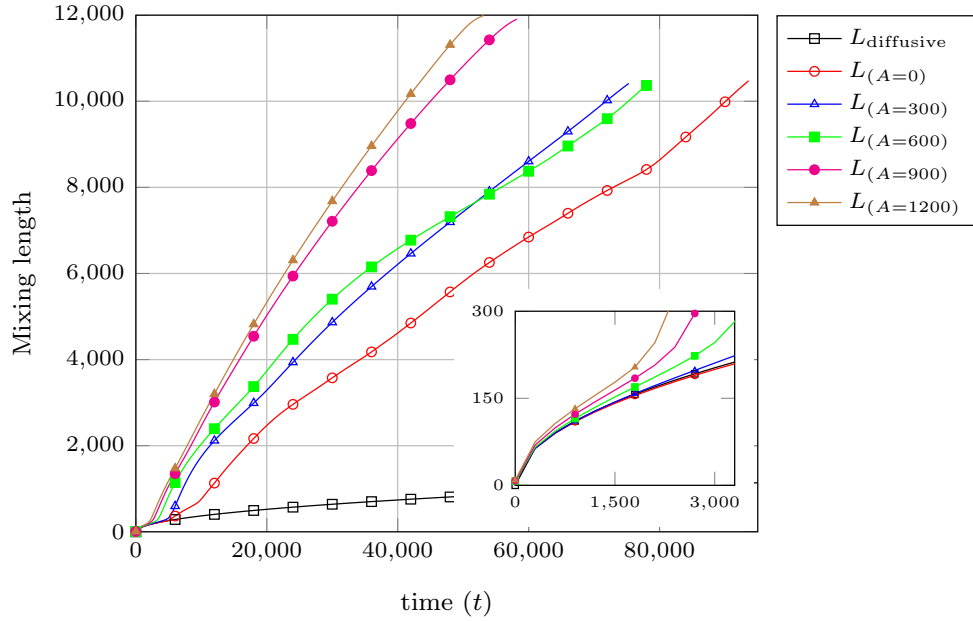 12,000
10,000
8,000
6,000
4,000
2,000
0
Mixing length
0
20,000
40,000
60,000
80,000
time (t)
300
150
0
0
1,500
3,000
L_diffusive
L_(A=0)
L_(A=300)
L_(A=600)
L_(A=900)
L_(A=1200)